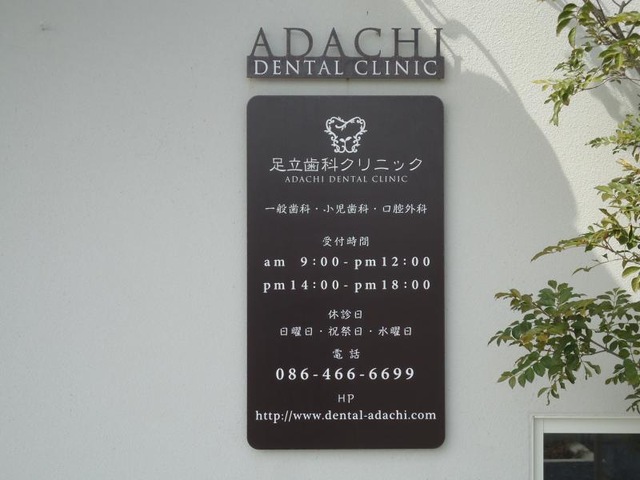 ADACHI
DENTAL CLINIC
足立歯科クリニック
ADACHI DENTAL CLINIC
一般歯科・小児歯科・口腔外科
受付時間
am 9:00-pm12:00
pm14:00-pm18:00
休診日
日曜日・祝祭日・水曜日
電話
086-466-6699
HP
http://www.dental-adachi.com